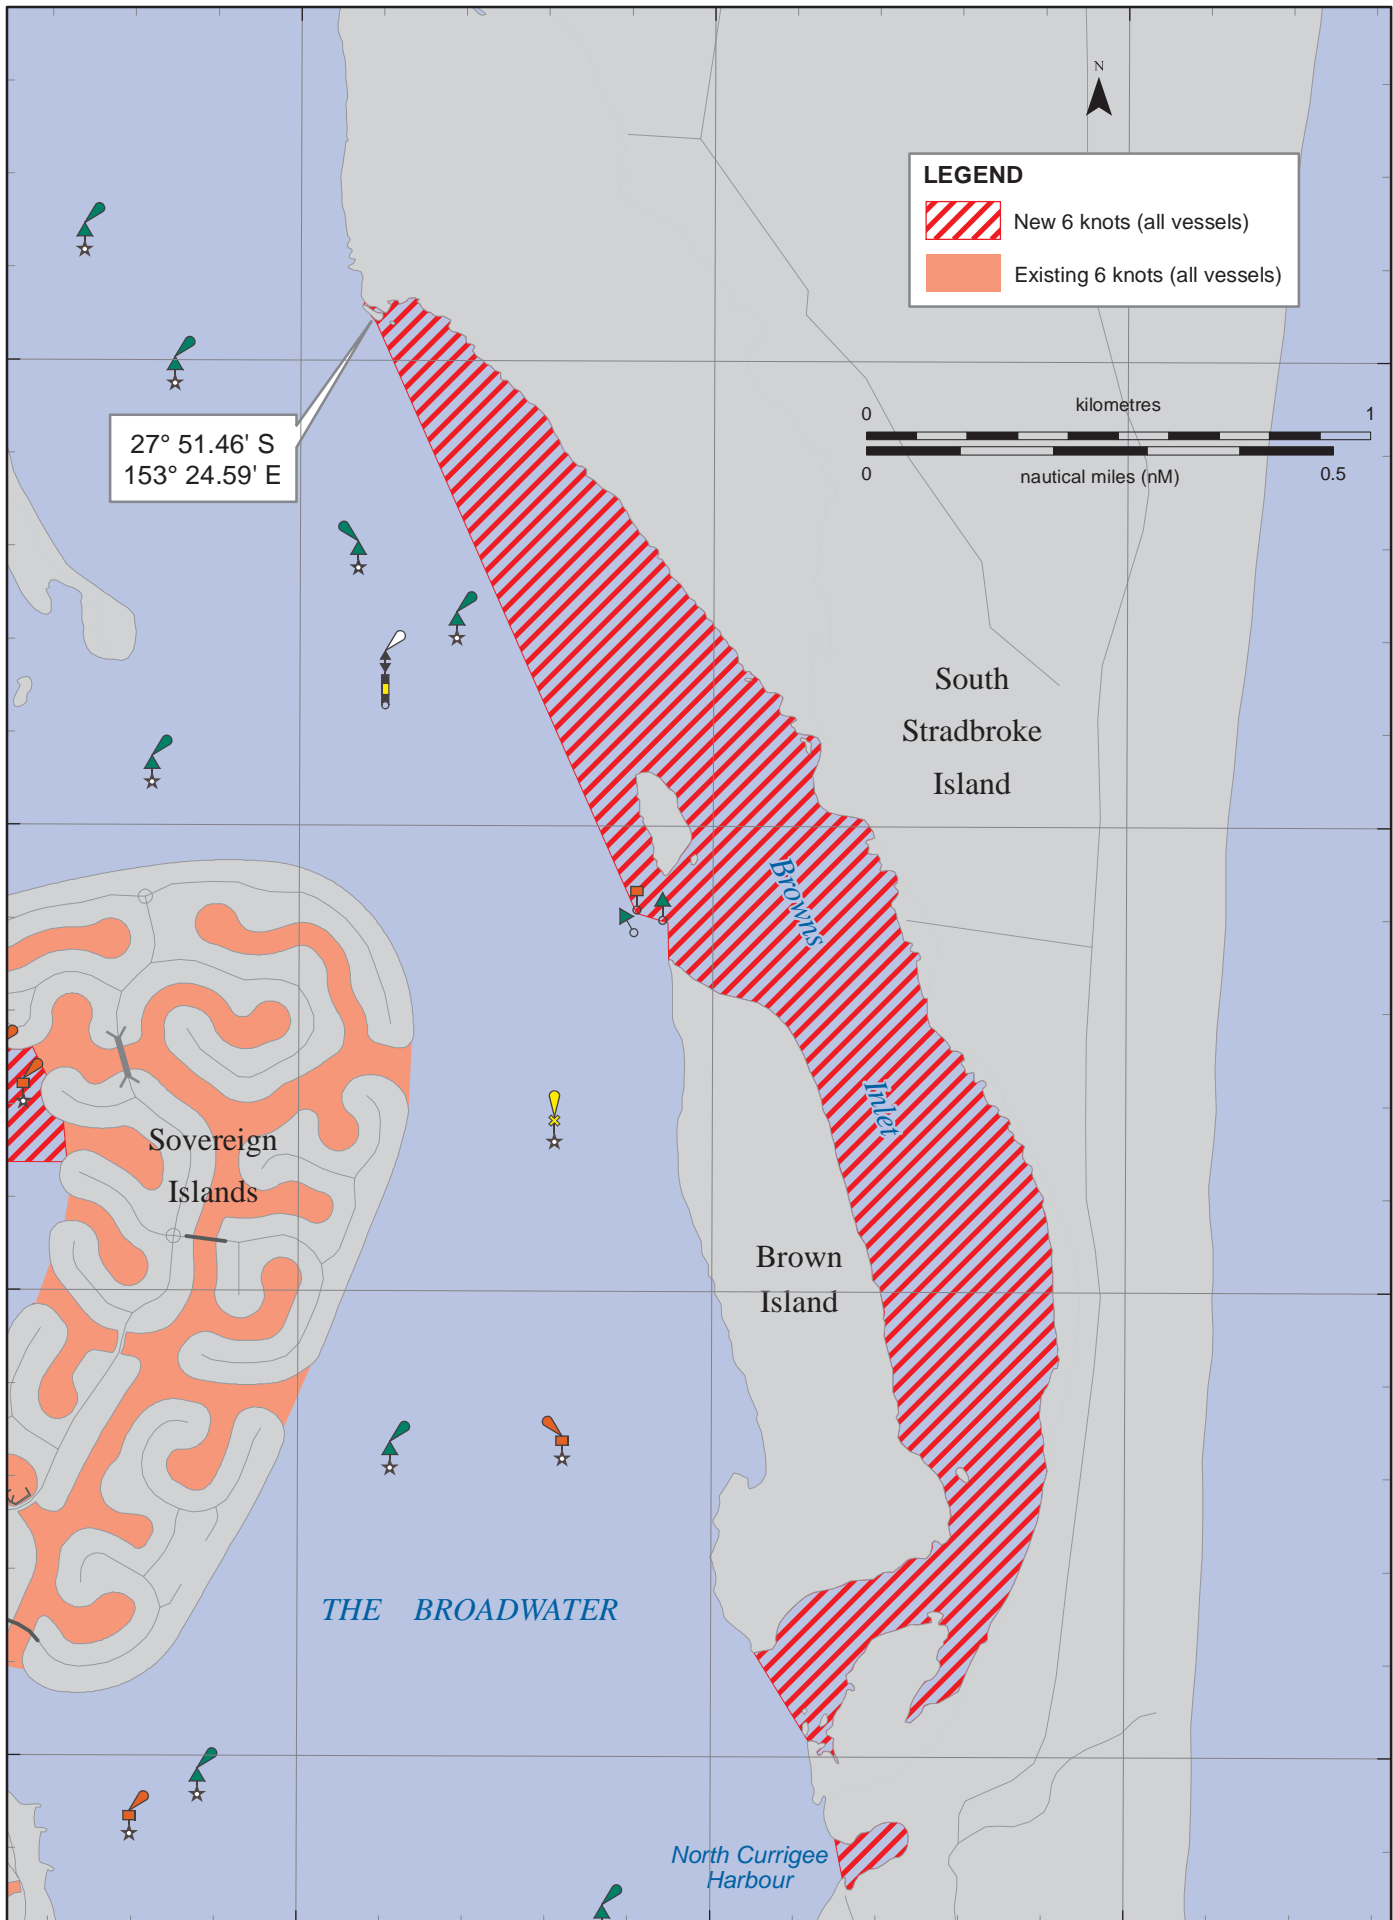 N
LEGEND
New 6 knots (all vessels)
Existing 6 knots (all vessels)
0 kilometres 1
0 nautical miles (nM) 0.5
27° 51.46' S
153° 24.59' E
South
Stradbroke
Island
Browns
Inlet
Sovereign
Islands
Brown
Island
THE BROADWATER
North Currigee
Harbour